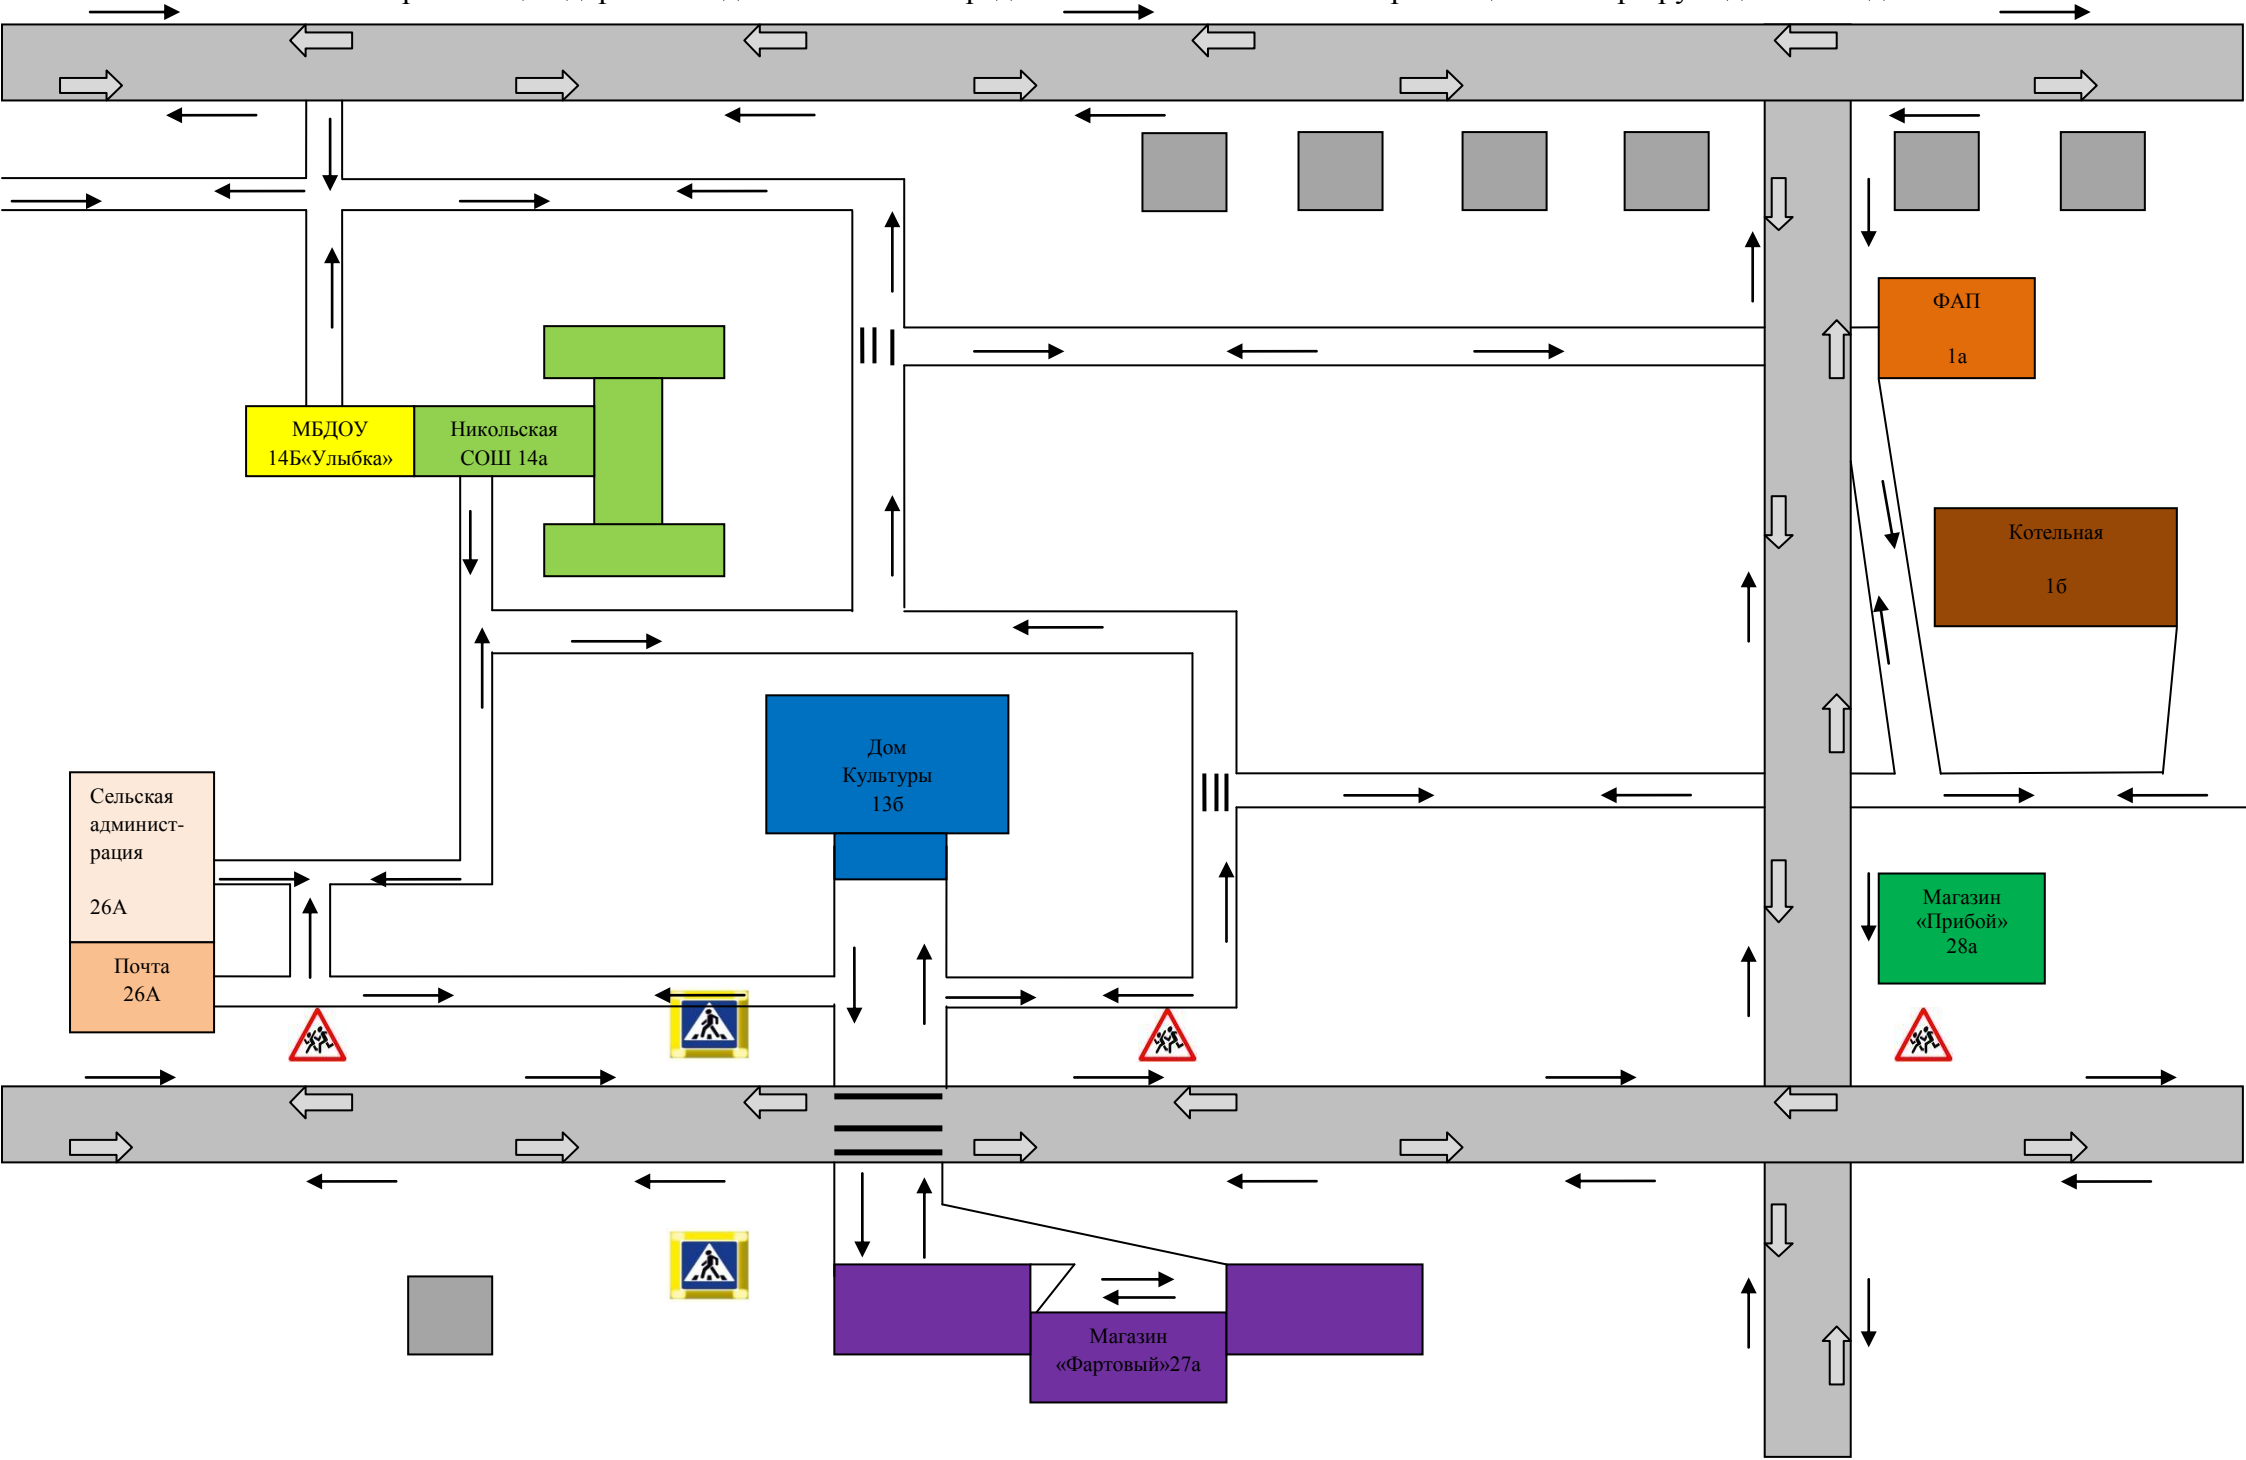 ФАП
1а
МБДОУ
14Б«Улыбка»
Никольская
СОШ 14а
Котельная
1б
Дом
Культуры
13б
Сельская
админист-
рация
26А
Почта
26А
Магазин
«Прибой»
28а
Магазин
«Фартовый»27а